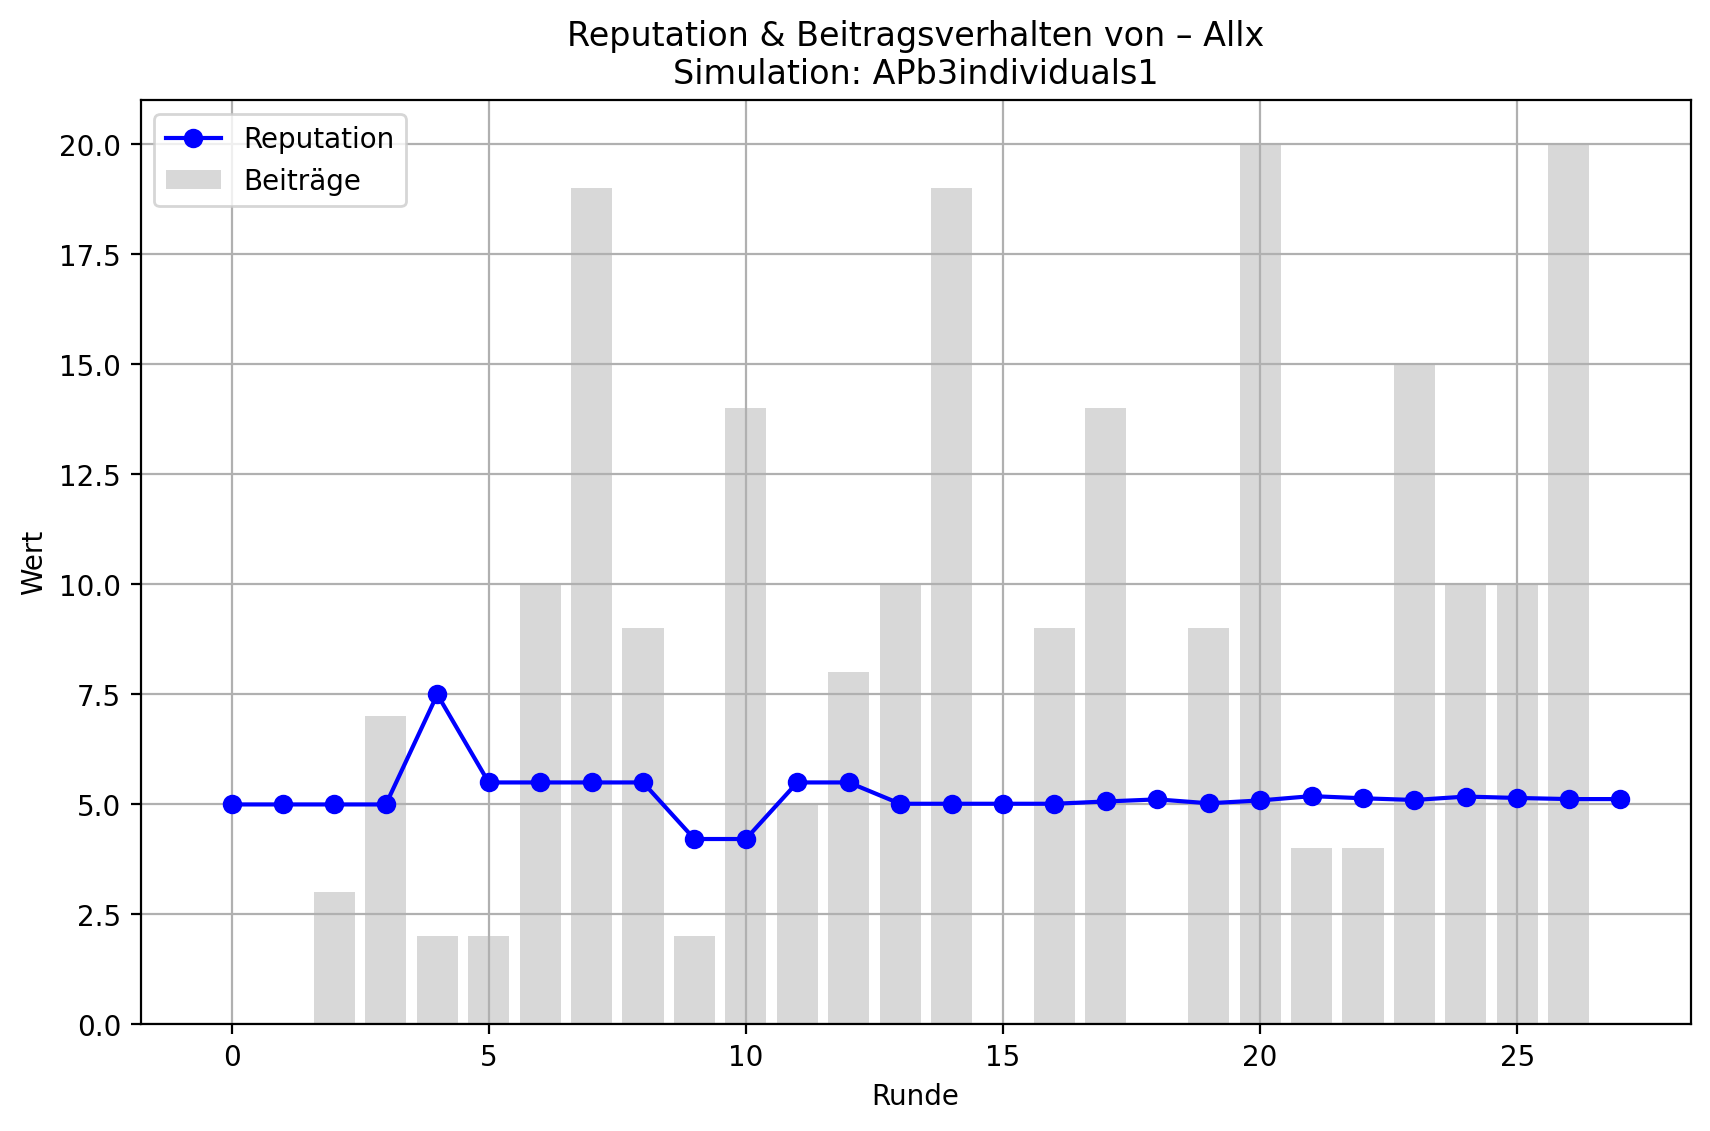 Reputation & Beitragsverhalten von – Allx
Simulation: APb3individuals1
Reputation
Beiträge
20.0
17.5
15.0
12.5
10.0
7.5
5.0
2.5
0.0
Wert
0 5 10 15 20 25
Runde